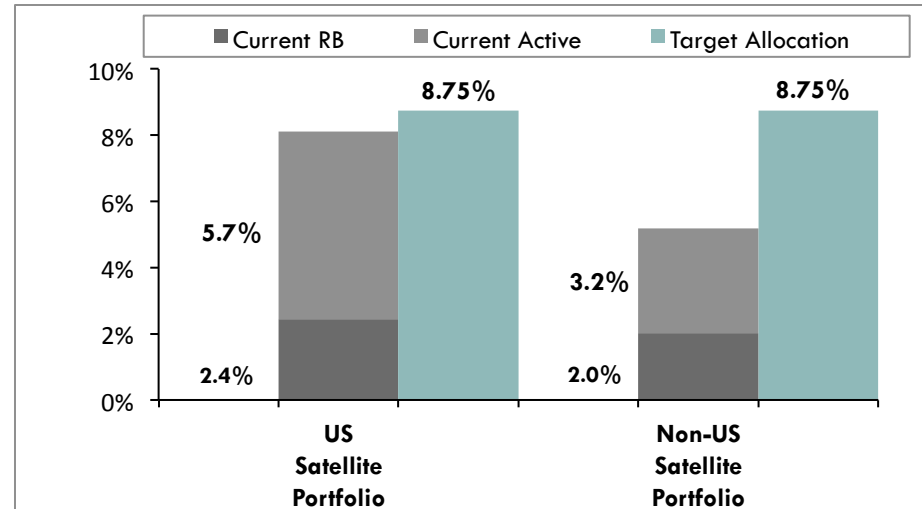 Current RB Current Active Target Allocation
10%
8%
6%
4%
2%
0%
8.75%
5.7%
2.4%
8.75%
3.2%
2.0%
US
Satellite
Portfolio
Non-US
Satellite
Portfolio